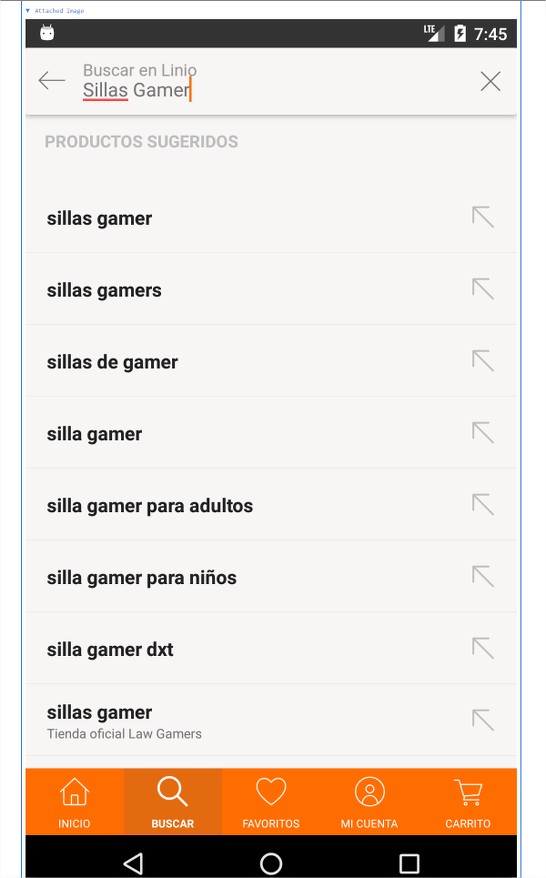 ▼ Attached Image
LTE 7:45
Buscar en Linio
Sillas Gamer
PRODUCTOS SUGERIDOS
sillas gamer
sillas gamers
sillas de gamer
silla gamer
silla gamer para adultos
silla gamer para niños
silla gamer dxt
sillas gamer
Tienda oficial Law Gamers
INICIO BUSCAR FAVORITOS MI CUENTA CARRITO